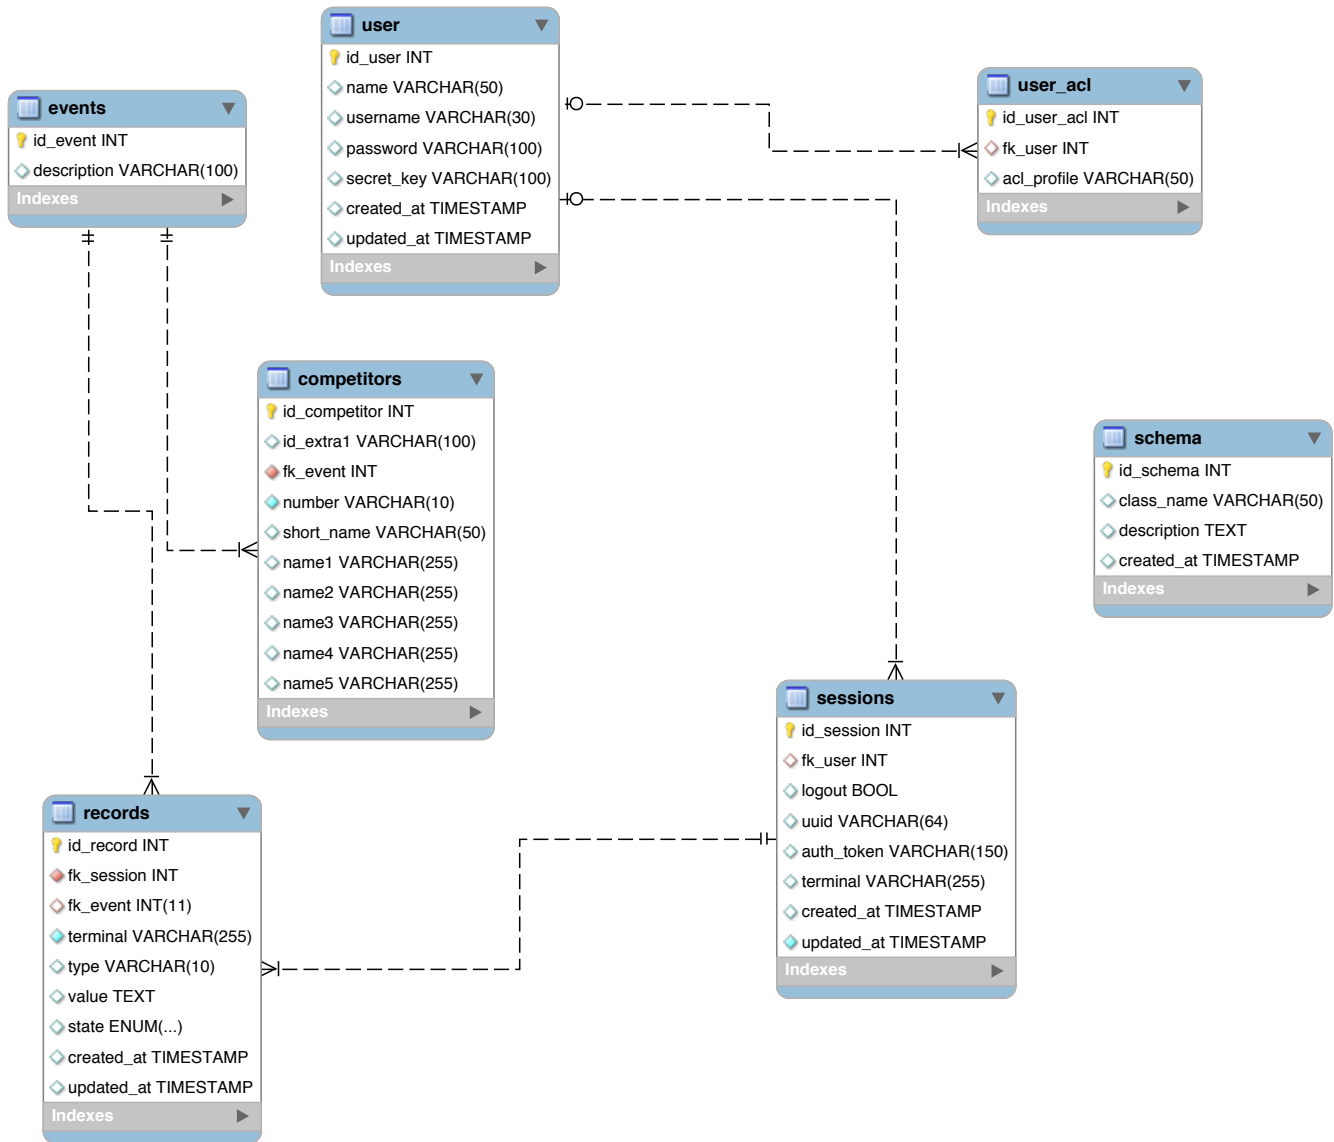 user
id_user INT
name VARCHAR(50)
username VARCHAR(30)
password VARCHAR(100)
secret_key VARCHAR(100)
created_at TIMESTAMP
updated_at TIMESTAMP
Indexes
user_acl
id_user_acl INT
fk_user INT
acl_profile VARCHAR(50)
Indexes
events
id_event INT
description VARCHAR(100)
Indexes
competitors
id_competitor INT
id_extra1 VARCHAR(100)
fk_event INT
number VARCHAR(10)
short_name VARCHAR(50)
name1 VARCHAR(255)
name2 VARCHAR(255)
name3 VARCHAR(255)
name4 VARCHAR(255)
name5 VARCHAR(255)
Indexes
schema
id_schema INT
class_name VARCHAR(50)
description TEXT
created_at TIMESTAMP
Indexes
sessions
id_session INT
fk_user INT
logout BOOL
uuid VARCHAR(64)
auth_token VARCHAR(150)
terminal VARCHAR(255)
created_at TIMESTAMP
updated_at TIMESTAMP
Indexes
records
id_record INT
fk_session INT
fk_event INT(11)
terminal VARCHAR(255)
type VARCHAR(10)
value TEXT
state ENUM(...)
created_at TIMESTAMP
updated_at TIMESTAMP
Indexes